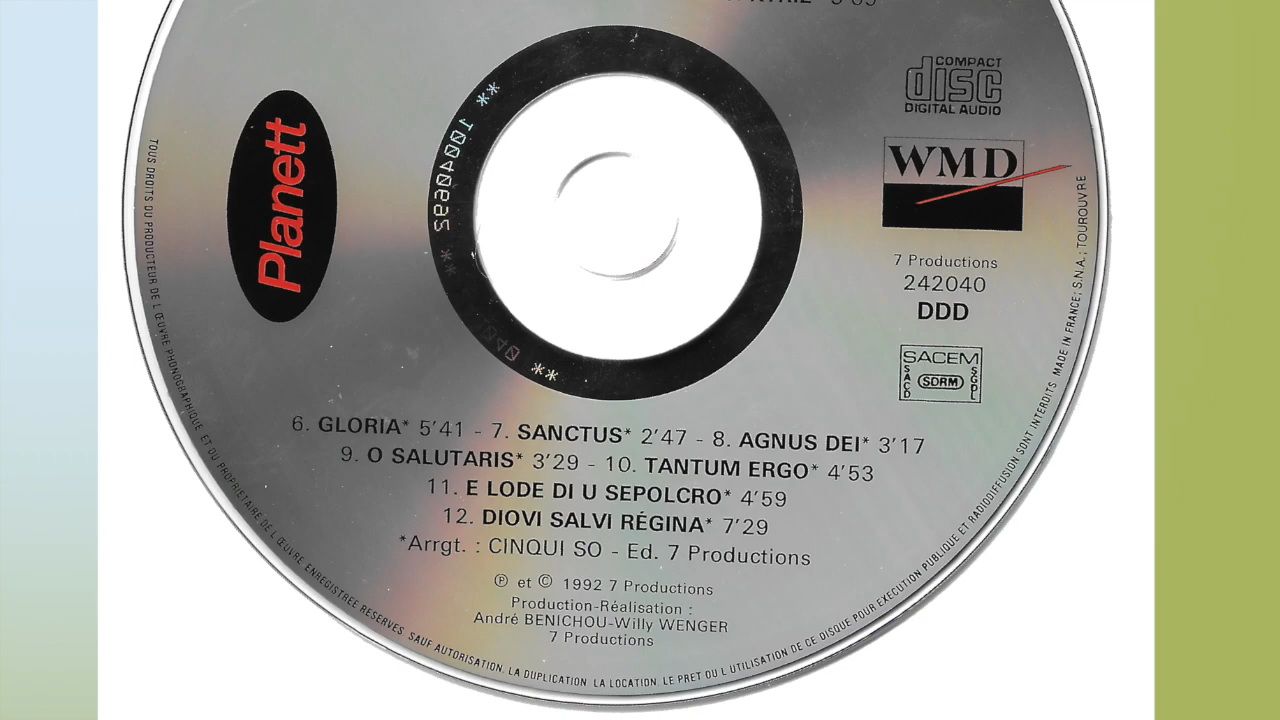 COMPACT
disc
DIGITAL AUDIO
Planett
WMD
7 Productions
242040
DDD
SACEM
SACD
SDRM
SGDL
6. GLORIA* 5'41 - 7. SANCTUS* 2'47 - 8. AGNUS DEI* 3'17
9. O SALUTARIS* 3'29 - 10. TANTUM ERGO* 4'53
11. E LODE DI U SEPOLCRO* 4'59
12. DIOVI SALVI RÉGINA* 7'29
*Arrgt. : CINQUI SO - Ed. 7 Productions
℗ et © 1992 7 Productions
Production-Réalisation :
André BENICHOU-Willy WENGER
7 Productions
TOUS DROITS DU PRODUCTEUR DE L ŒUVRE PHONOGRAPHIQUE ET DU PROPRIETAIRE DE L ŒUVRE ENREGISTREE RESERVES. SAUF AUTORISATION. LA DUPLICATION. LA LOCATION. LE PRET OU L UTILISATION DE CE DISQUE POUR EXECUTION PUBLIQUE ET RADIODIFFUSION SONT INTERDITS. MADE IN FRANCE; S.N.A.; TOUROUVRE